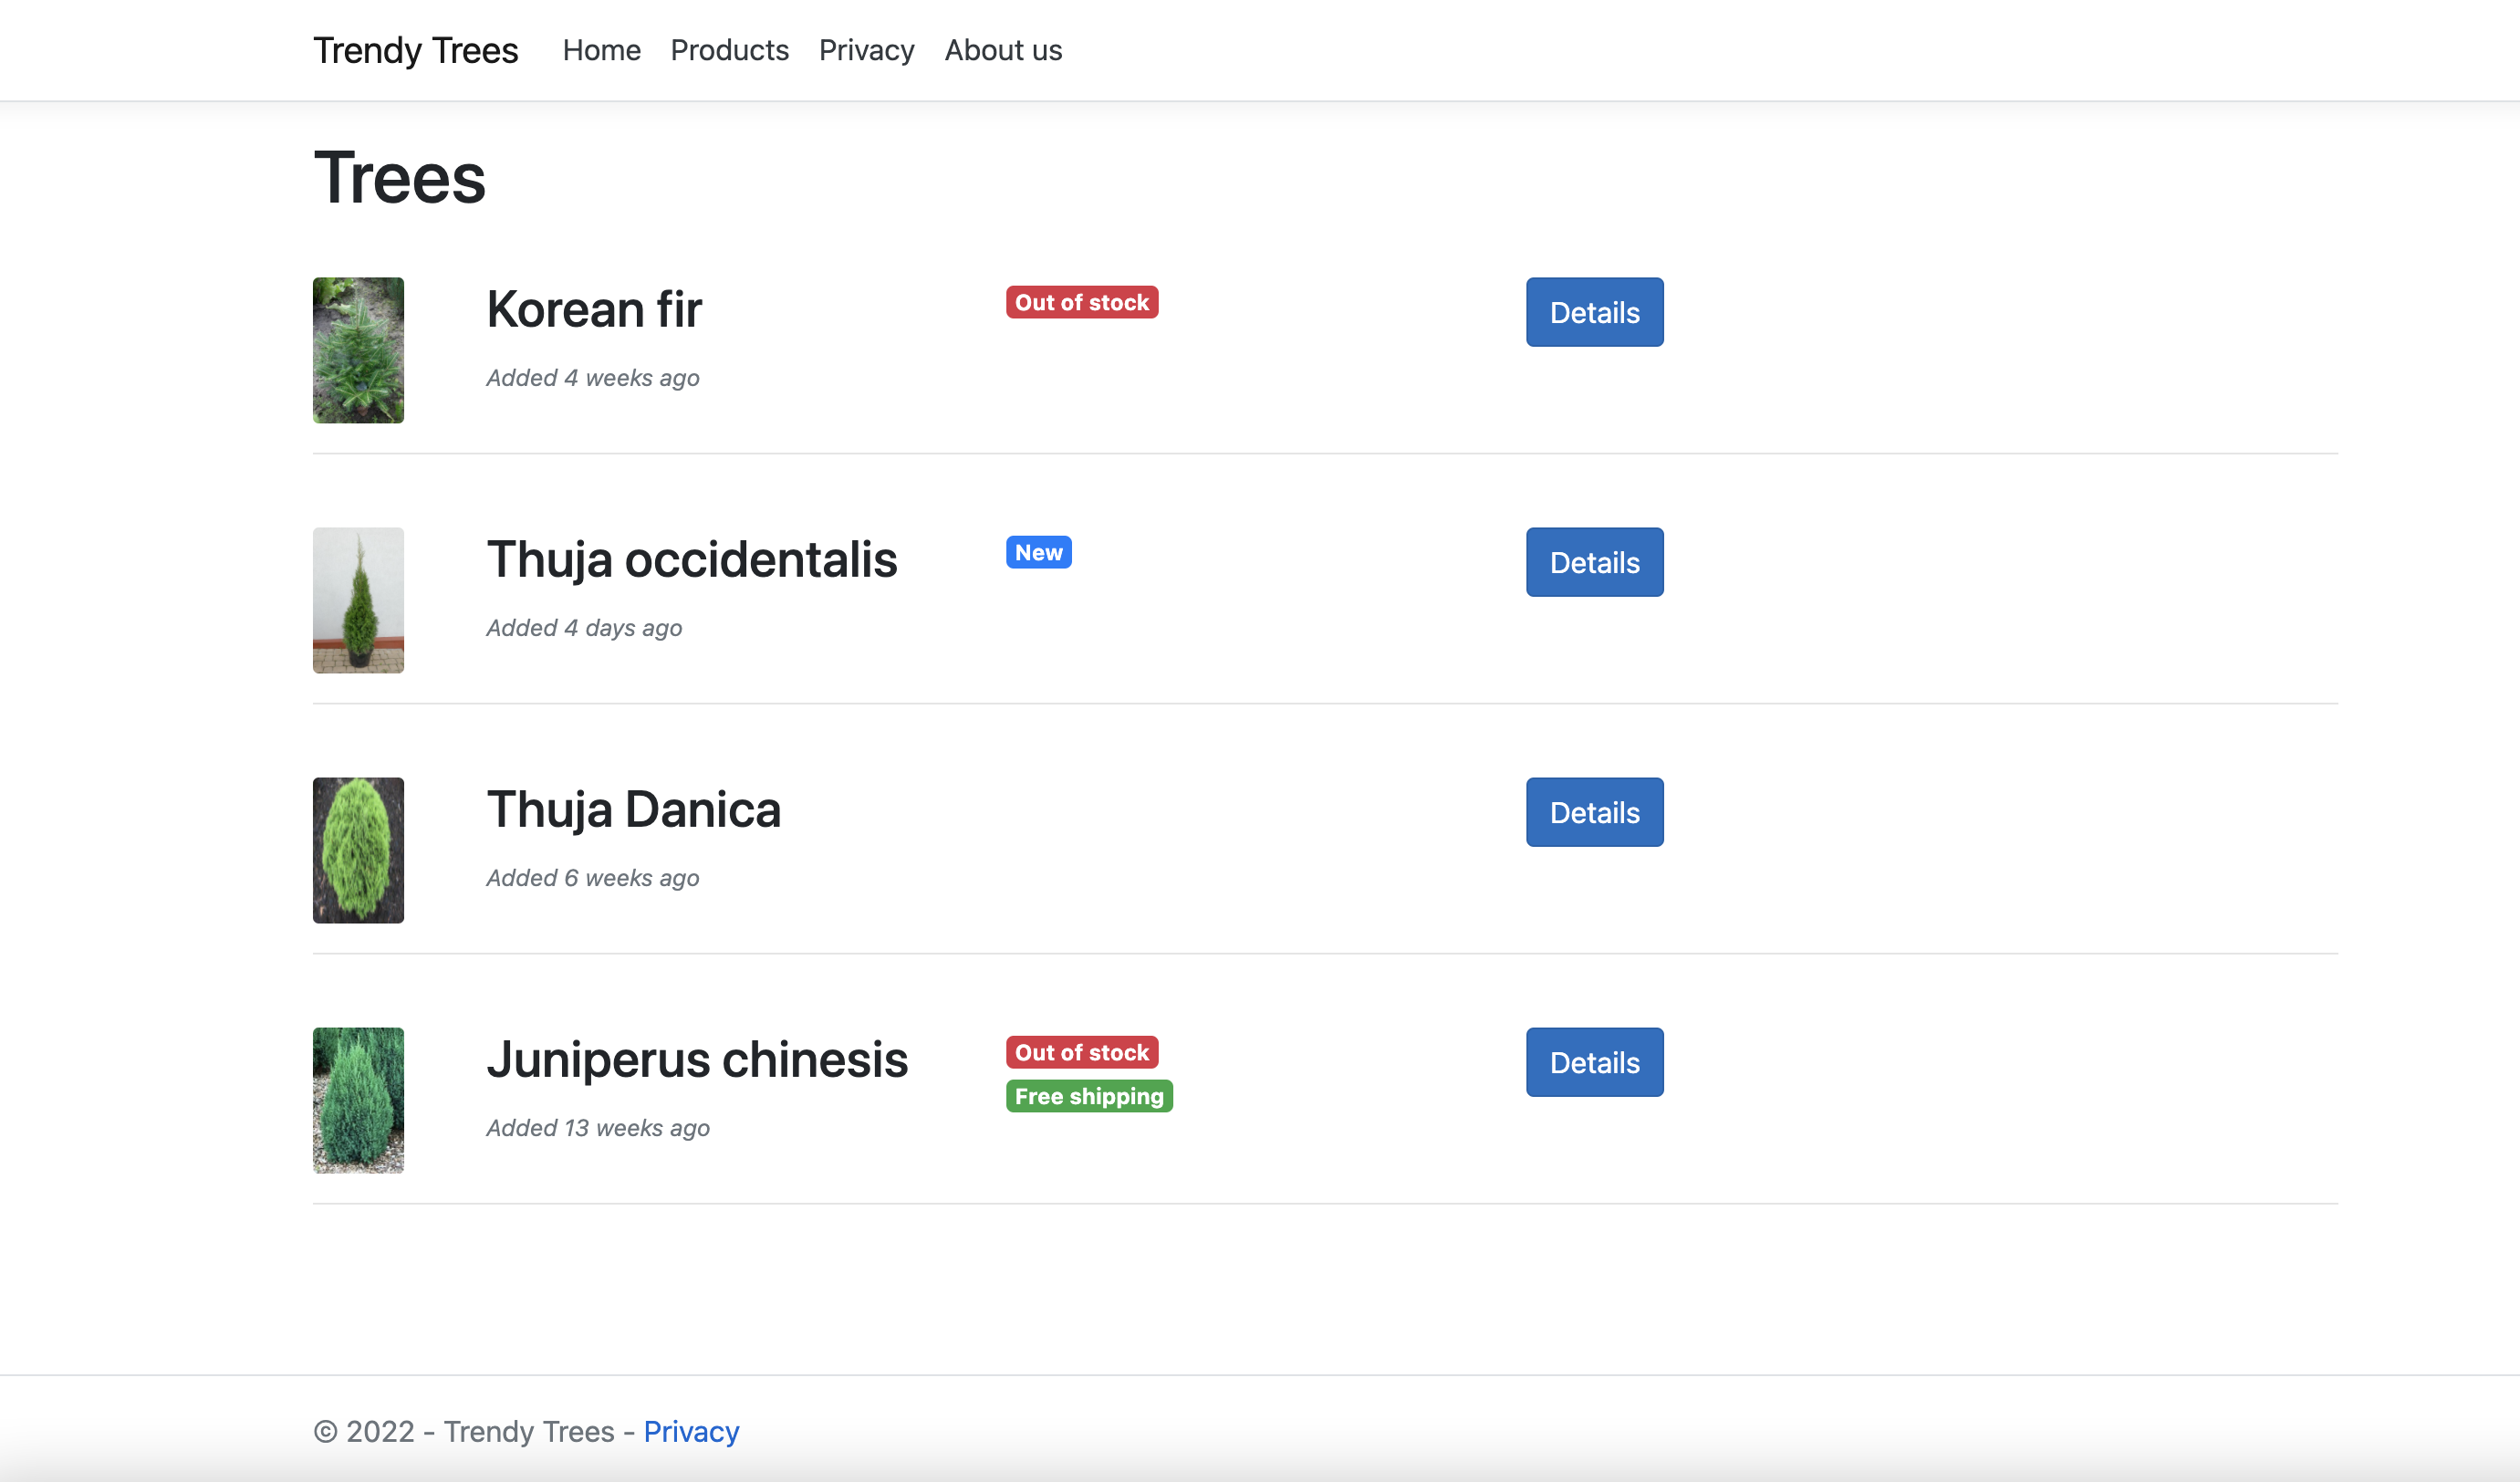 Trendy Trees Home Products Privacy About us
Trees
Korean fir Out of stock Details
Added 4 weeks ago
Thuja occidentalis New Details
Added 4 days ago
Thuja Danica Details
Added 6 weeks ago
Juniperus chinesis Out of stock Details
Free shipping
Added 13 weeks ago
© 2022 - Trendy Trees - Privacy